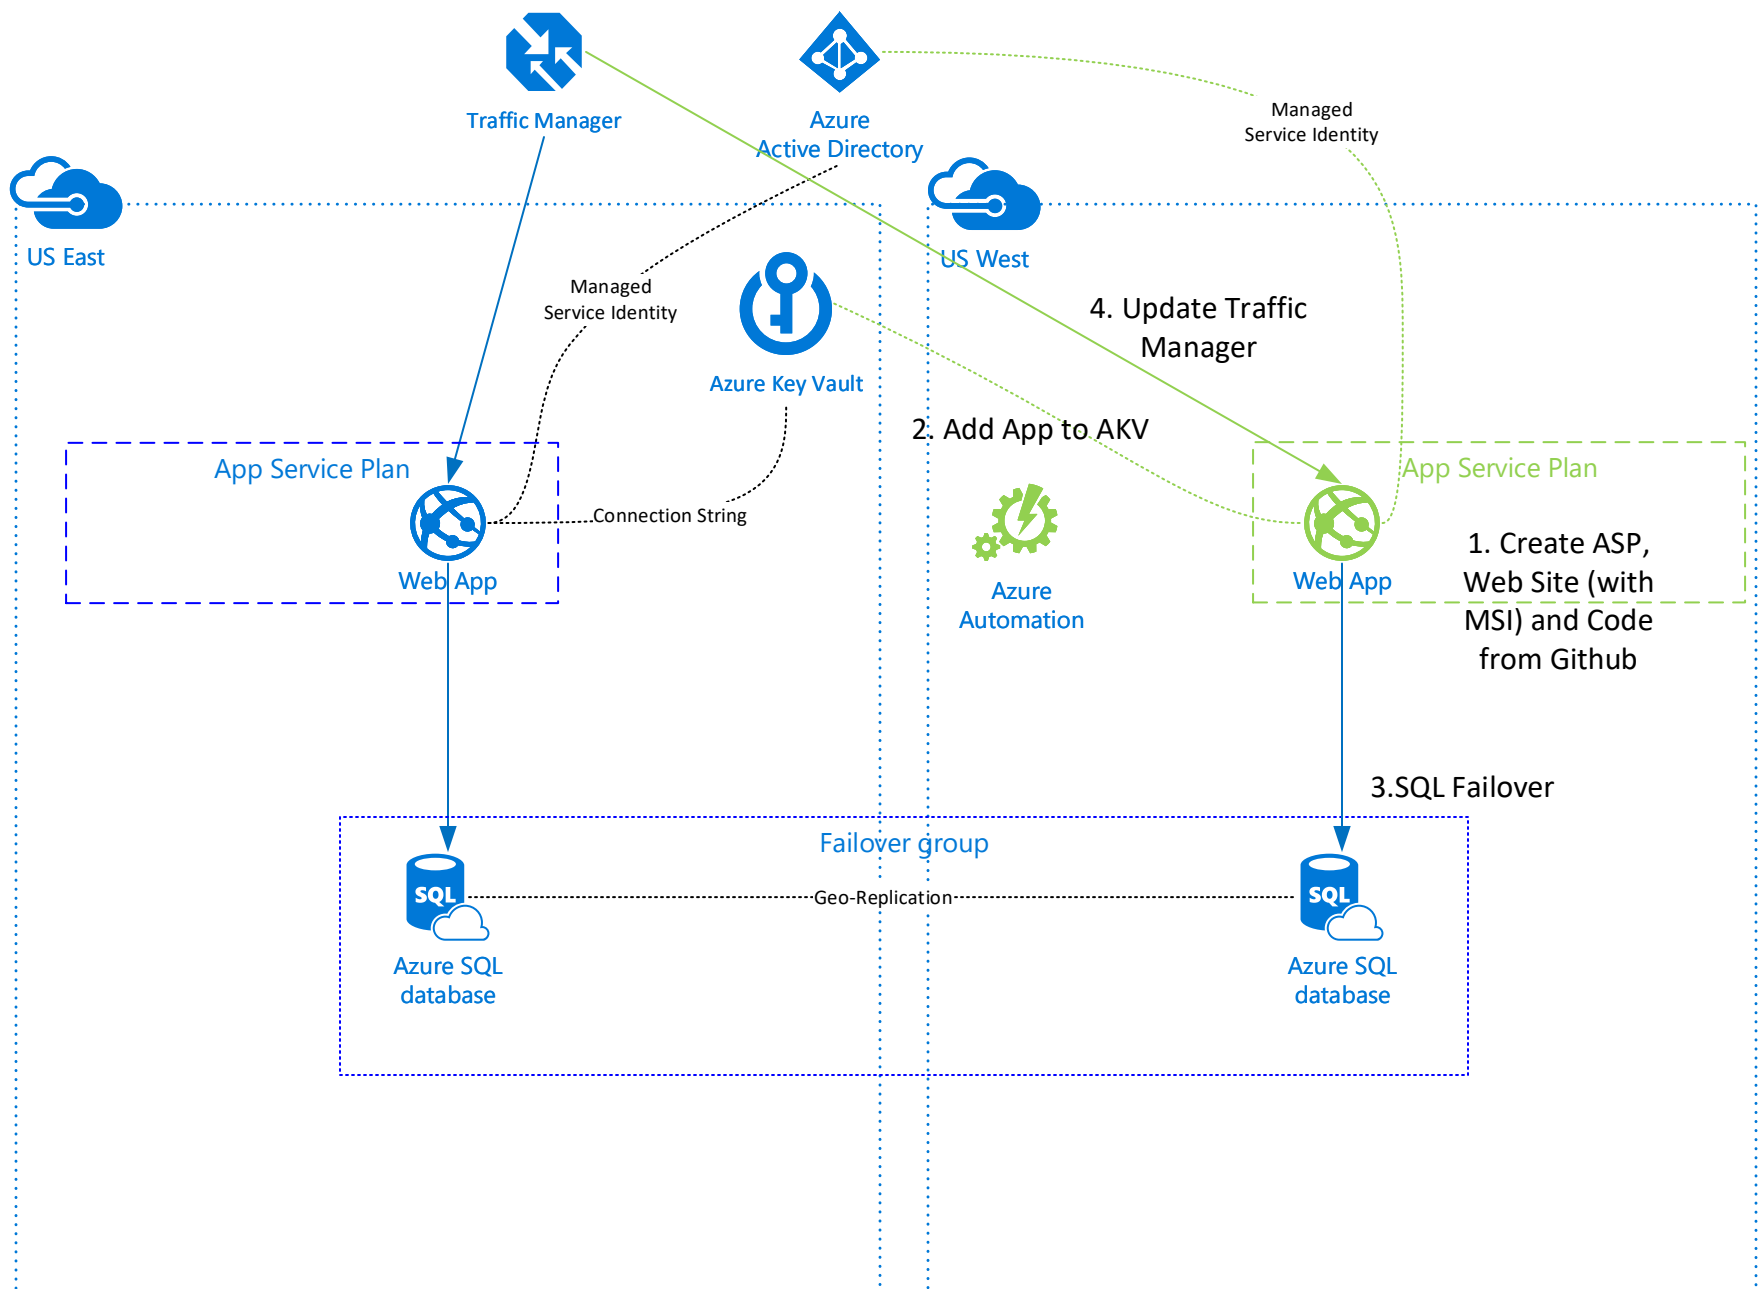 Traffic Manager
Azure
Active Directory
Managed
Service Identity
US East
US West
Managed
Service Identity
4. Update Traffic
Manager
Azure Key Vault
2. Add App to AKV
App Service Plan
App Service Plan
Connection String
Web App
Web App
1. Create ASP,
Web Site (with
MSI) and Code
from Github
Azure
Automation
3.SQL Failover
Failover group
SQL
Geo-Replication
SQL
Azure SQL
database
Azure SQL
database